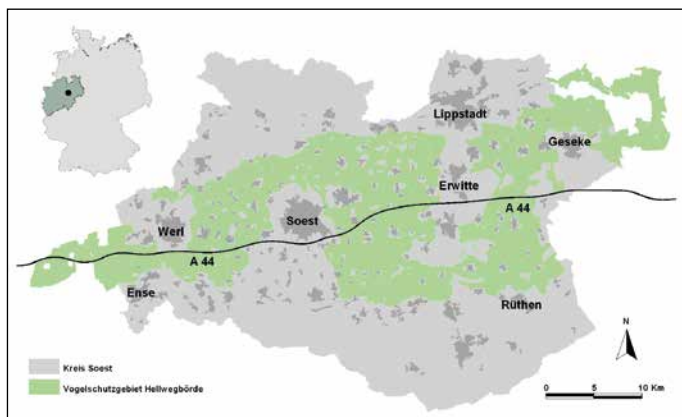 Lippstadt
Geseke
Erwitte
A 44
Soest
Werl
A 44
Ense
Rüthen
N
Kreis Soest
Vogelschutzgebiet Hellwegbörde
0 5 10 Km